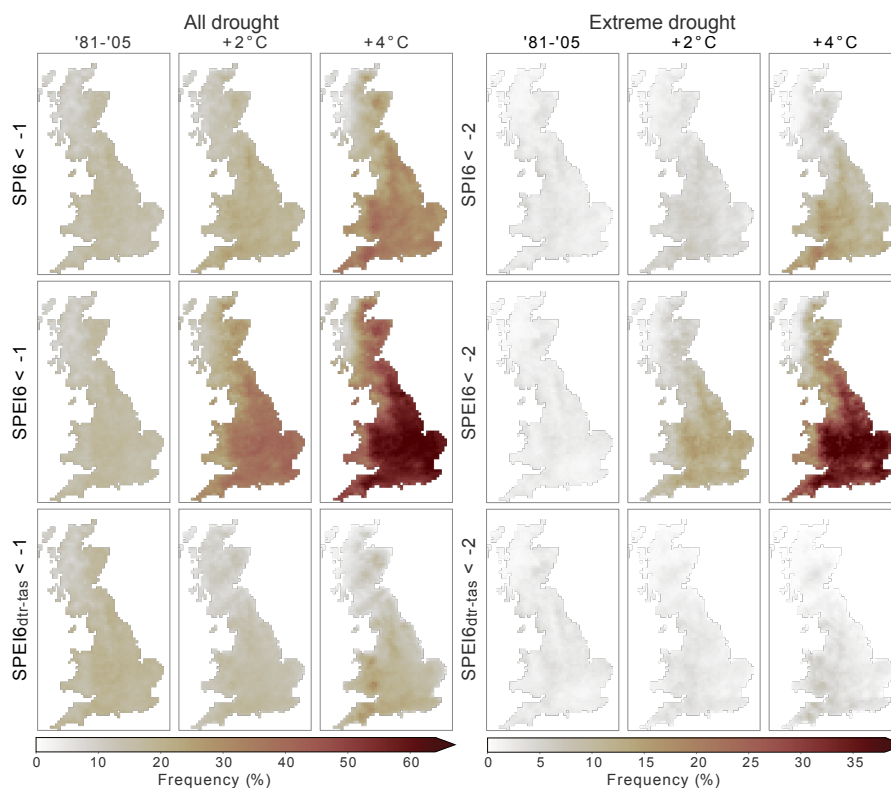 All drought
Extreme drought
'81-'05 +2°C +4°C '81-'05 +2°C +4°C
SPI6 < -1
SPI6 < -2
SPEI6 < -1
SPEI6 < -2
SPEI6dtr-tas < -1
SPEI6dtr-tas < -2
0 10 20 30 40 50 60
0 5 10 15 20 25 30 35
Frequency (%)
Frequency (%)